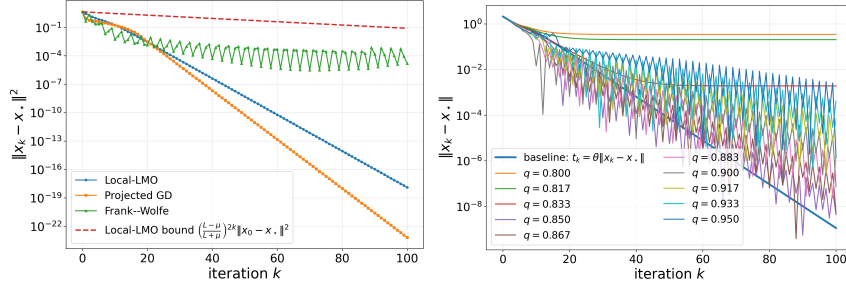 10^{-1}
10^{-4}
10^{-7}
10^{-10}
10^{-13}
10^{-16}
10^{-19}
10^{-22}
‖x_k − x_⋆‖^2
0 20 40 60 80 100
iteration k
Local-LMO
Projected GD
Frank--Wolfe
Local-LMO bound (\frac{L−μ}{L+μ})^{2k}‖x_0 − x_⋆‖^2
10^0
10^{-2}
10^{-4}
10^{-6}
10^{-8}
‖x_k − x_⋆‖
0 20 40 60 80 100
iteration k
baseline: t_k = θ‖x_k − x_⋆‖
q = 0.800
q = 0.817
q = 0.833
q = 0.850
q = 0.867
q = 0.883
q = 0.900
q = 0.917
q = 0.933
q = 0.950